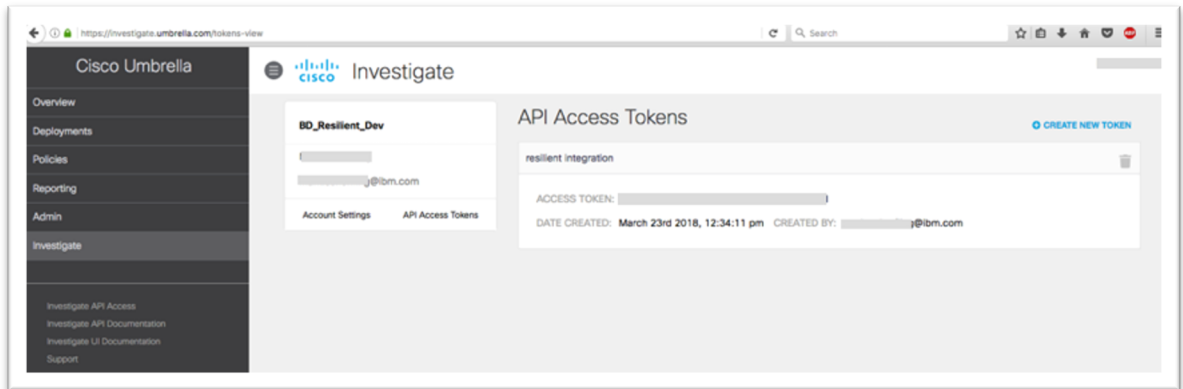 https://investigate.umbrella.com/tokens-view
Search
Cisco Umbrella
Overview
Deployments
Policies
Reporting
Admin
Investigate
Investigate API Access
Investigate API Documentation
Investigate UI Documentation
Support
CISCO Investigate
BD_Resilient_Dev
@ibm.com
Account Settings API Access Tokens
API Access Tokens
CREATE NEW TOKEN
resilient integration
ACCESS TOKEN:
DATE CREATED: March 23rd 2018, 12:34:11 pm CREATED BY: @ibm.com